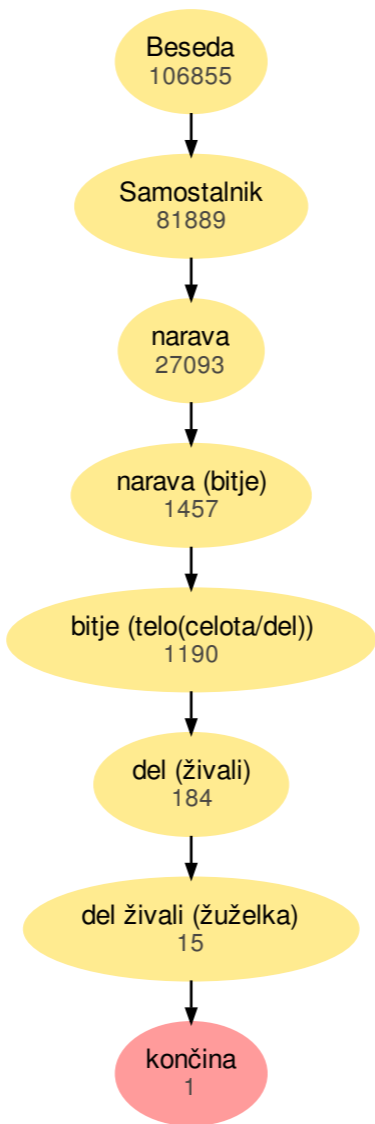 Beseda
106855
Samostalnik
81889
narava
27093
narava (bitje)
1457
bitje (telo(celota/del))
1190
del (živali)
184
del živali (žuželka)
15
končina
1